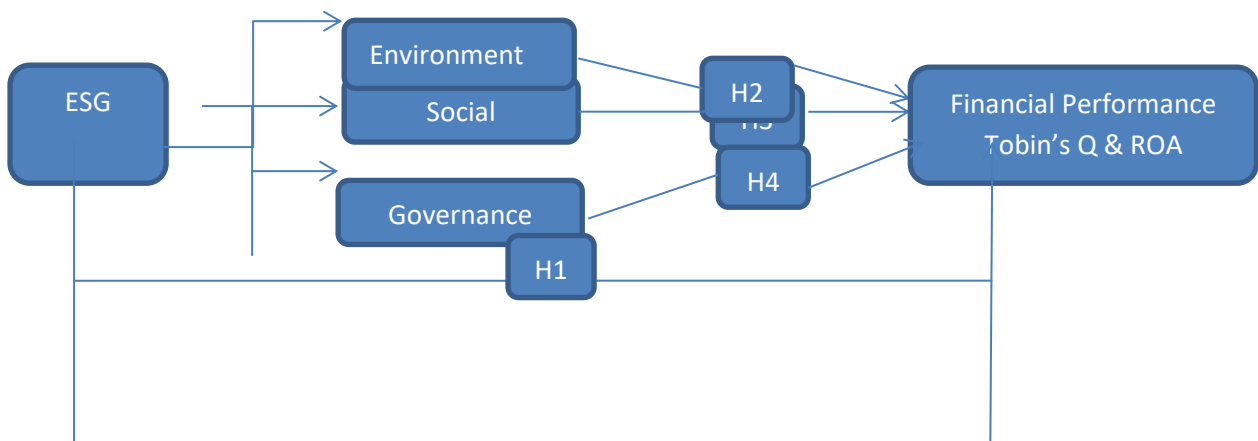 Environment
ESG
H2
Financial Performance
Social
Tobin's Q & ROA
H4
Governance
H1